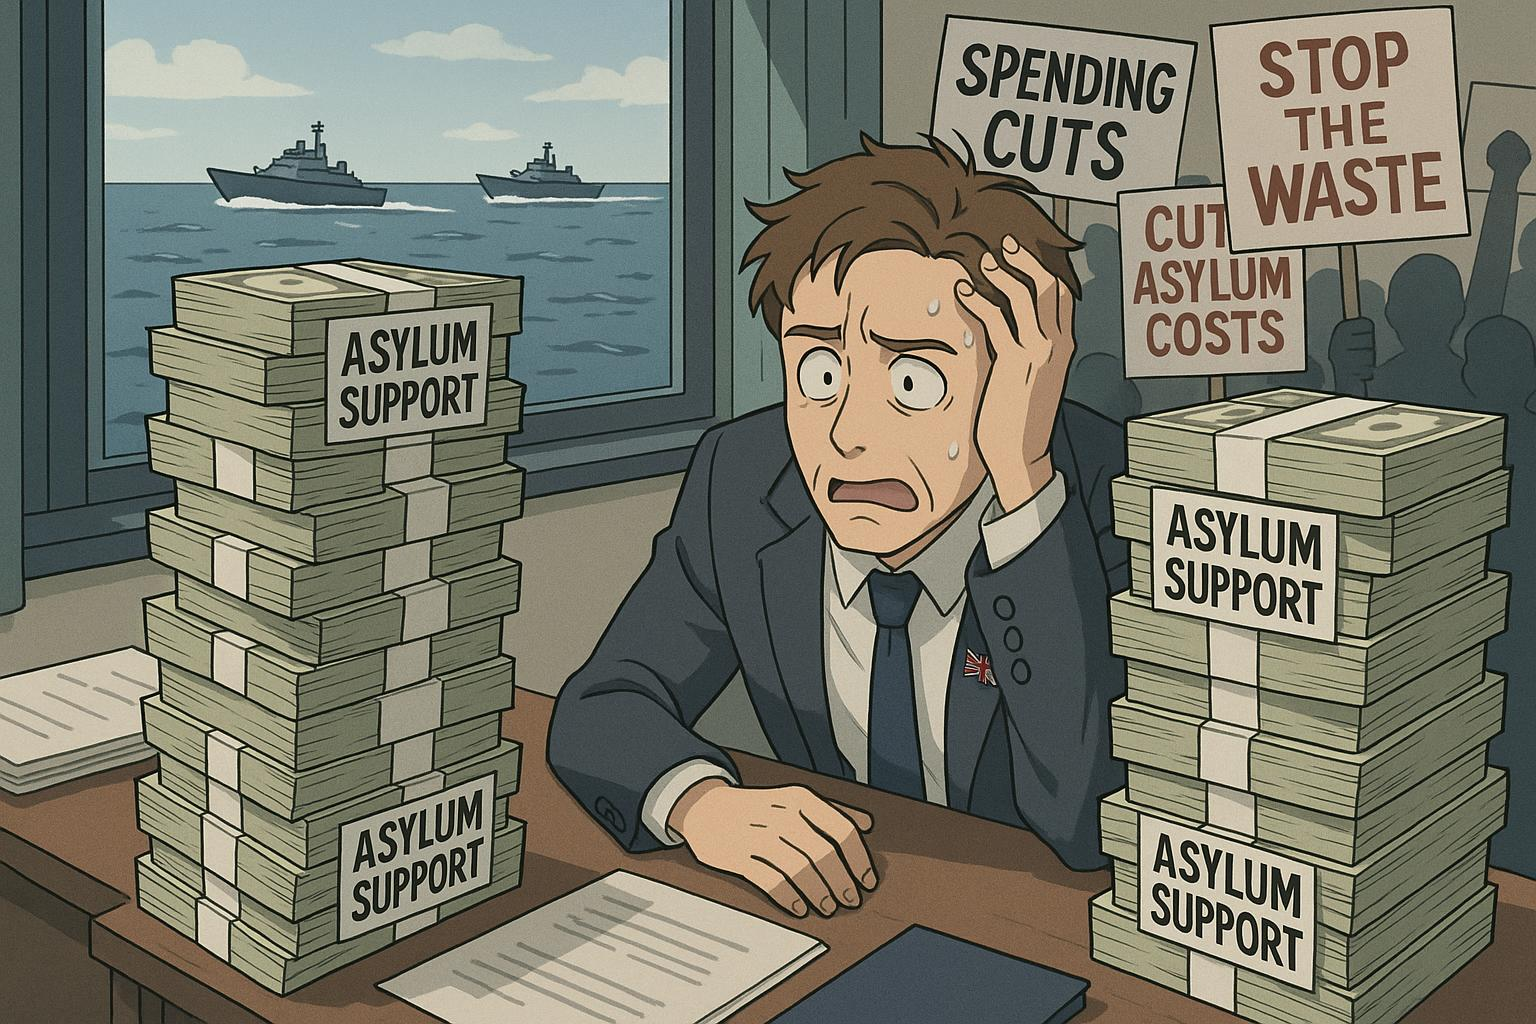 SPENDING
CUTS
STOP
THE
WASTE
CUT
ASYLUM
COSTS
ASYLUM
SUPPORT
ASYLUM
SUPPORT
ASYLUM
SUPPORT
ASYLUM
SUPPORT